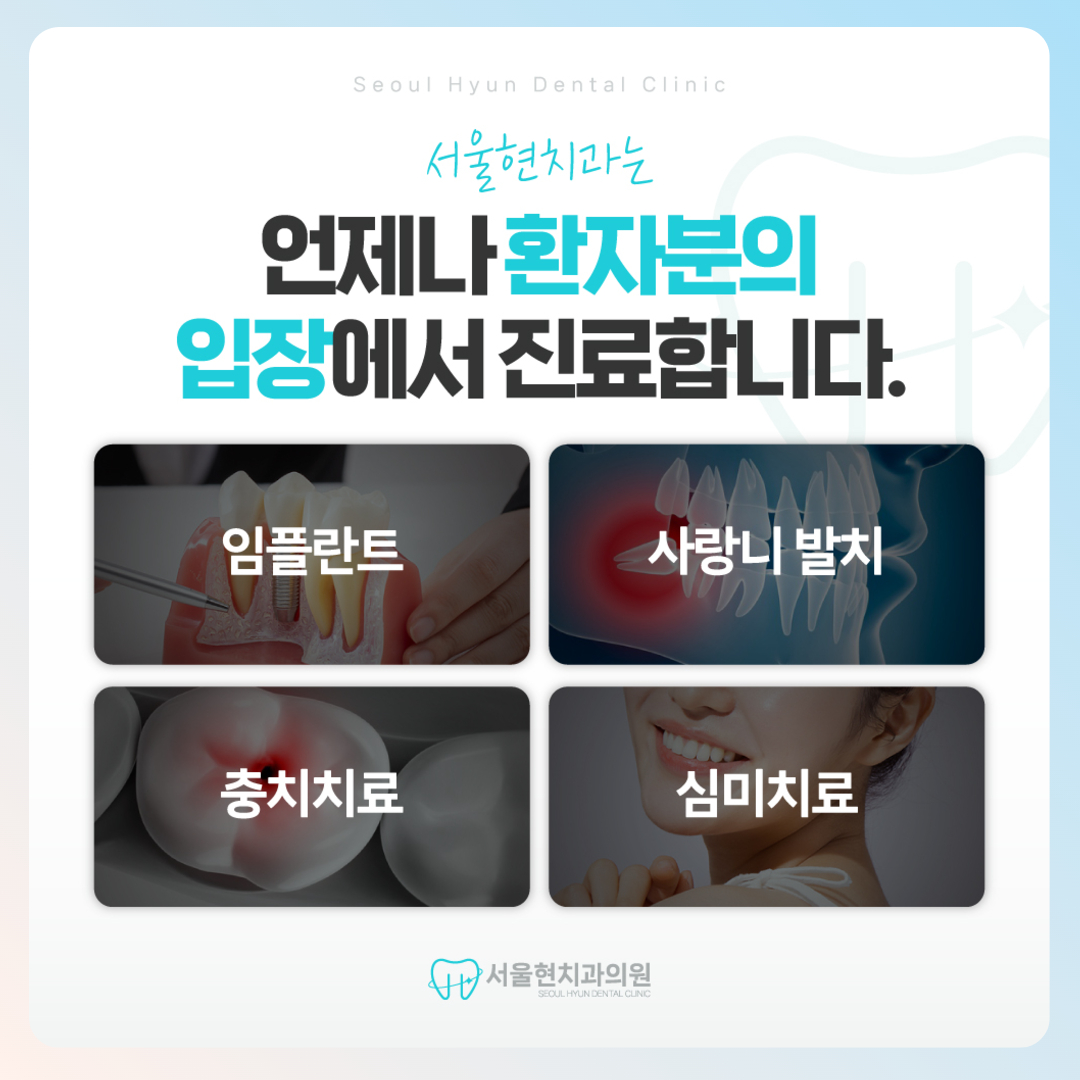 Seoul Hyun Dental Clinic
서울현치과는
언제나 환자분의
입장에서 진료합니다.
임플란트
사랑니 발치
충치치료
심미치료
서울현치과의원
SEOUL HYUN DENTAL CLINIC